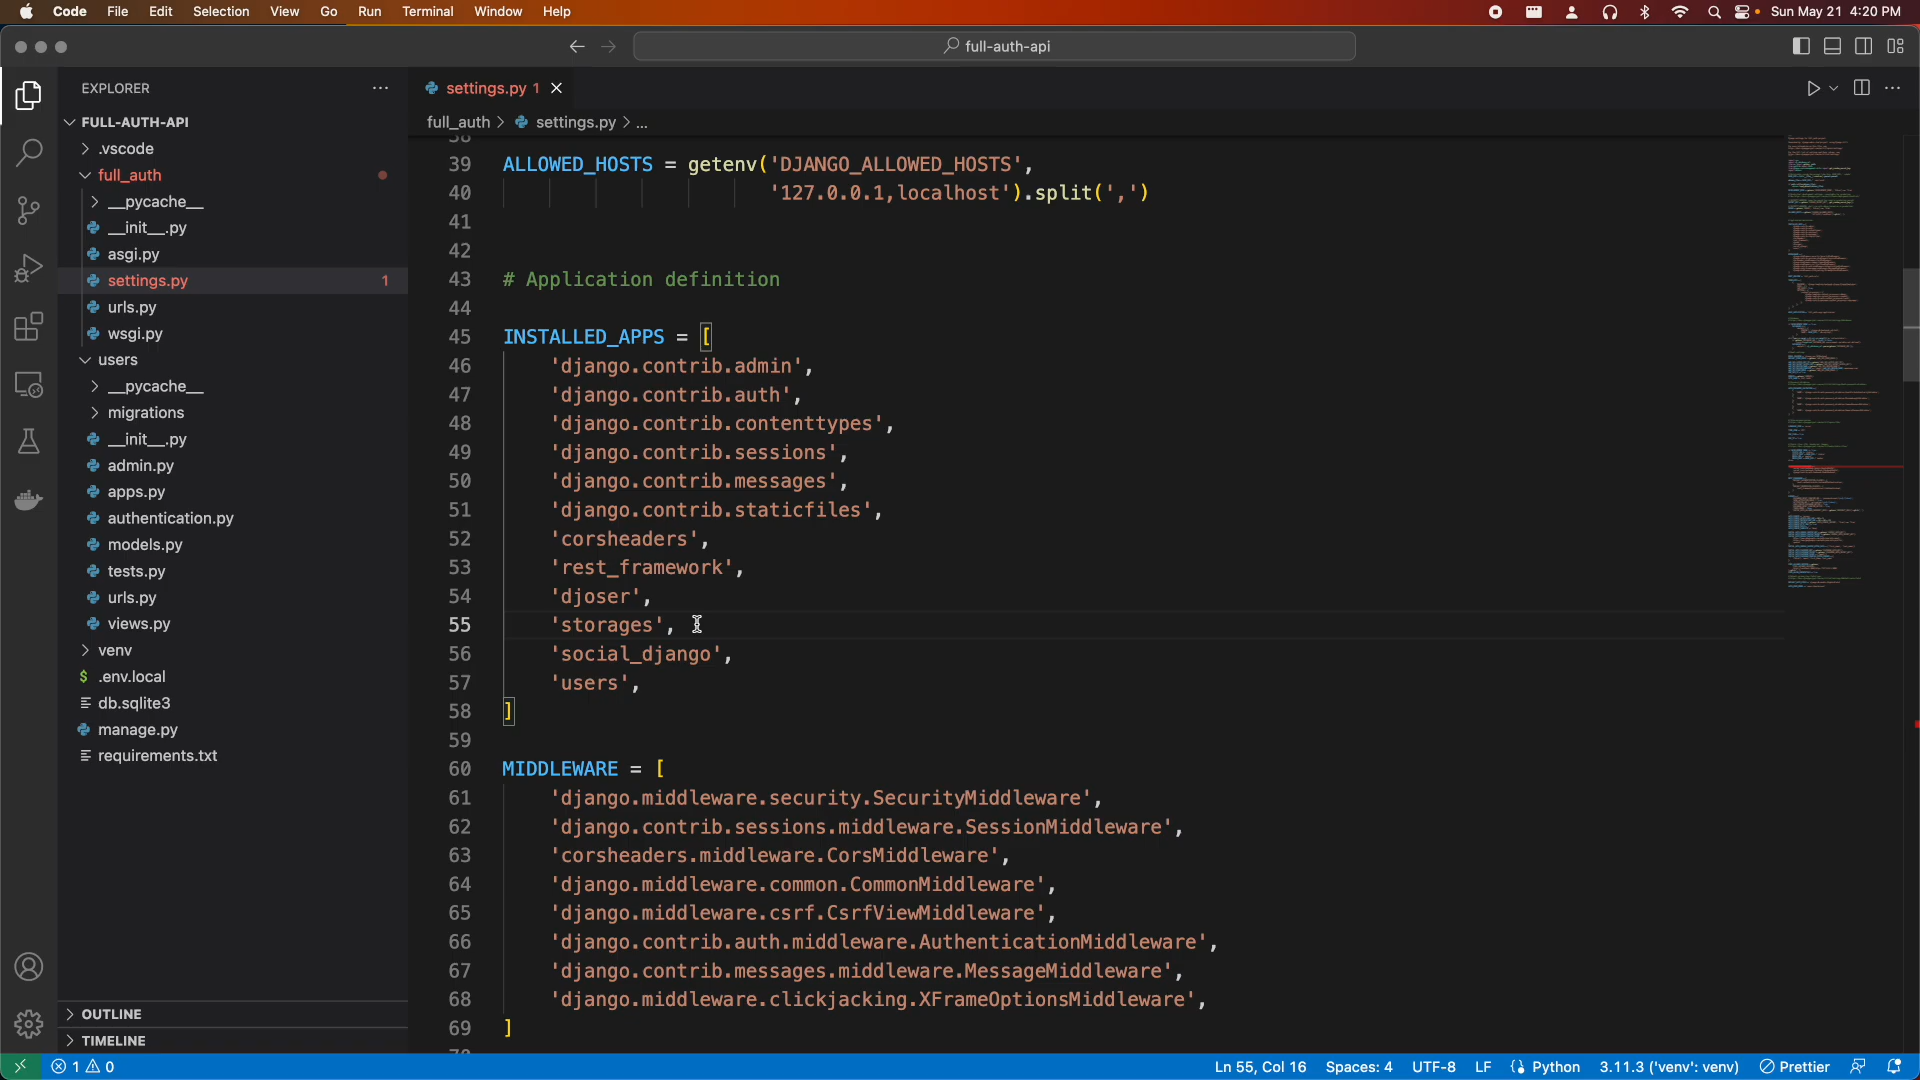 Code File Edit Selection View Go Run Terminal Window Help Sun May 21 4:20 PM
full-auth-api
EXPLORER
settings.py 1
FULL-AUTH-API
full_auth > settings.py > ...
.vscode
full_auth
__pycache__
__init__.py
asgi.py
settings.py 1
urls.py
wsgi.py
users
__pycache__
migrations
__init__.py
admin.py
apps.py
authentication.py
models.py
tests.py
urls.py
views.py
venv
$ .env.local
db.sqlite3
manage.py
requirements.txt
OUTLINE
TIMELINE
39 ALLOWED_HOSTS = getenv('DJANGO_ALLOWED_HOSTS',
40 '127.0.0.1,localhost').split(',')
41
42
43 # Application definition
44
45 INSTALLED_APPS = [
46 'django.contrib.admin',
47 'django.contrib.auth',
48 'django.contrib.contenttypes',
49 'django.contrib.sessions',
50 'django.contrib.messages',
51 'django.contrib.staticfiles',
52 'corsheaders',
53 'rest_framework',
54 'djoser',
55 'storages',
56 'social_django',
57 'users',
58 ]
59
60 MIDDLEWARE = [
61 'django.middleware.security.SecurityMiddleware',
62 'django.contrib.sessions.middleware.SessionMiddleware',
63 'corsheaders.middleware.CorsMiddleware',
64 'django.middleware.common.CommonMiddleware',
65 'django.middleware.csrf.CsrfViewMiddleware',
66 'django.contrib.auth.middleware.AuthenticationMiddleware',
67 'django.contrib.messages.middleware.MessageMiddleware',
68 'django.middleware.clickjacking.XFrameOptionsMiddleware',
69 ]
1 0 Ln 55, Col 16 Spaces: 4 UTF-8 LF Python 3.11.3 ('venv': venv) Prettier